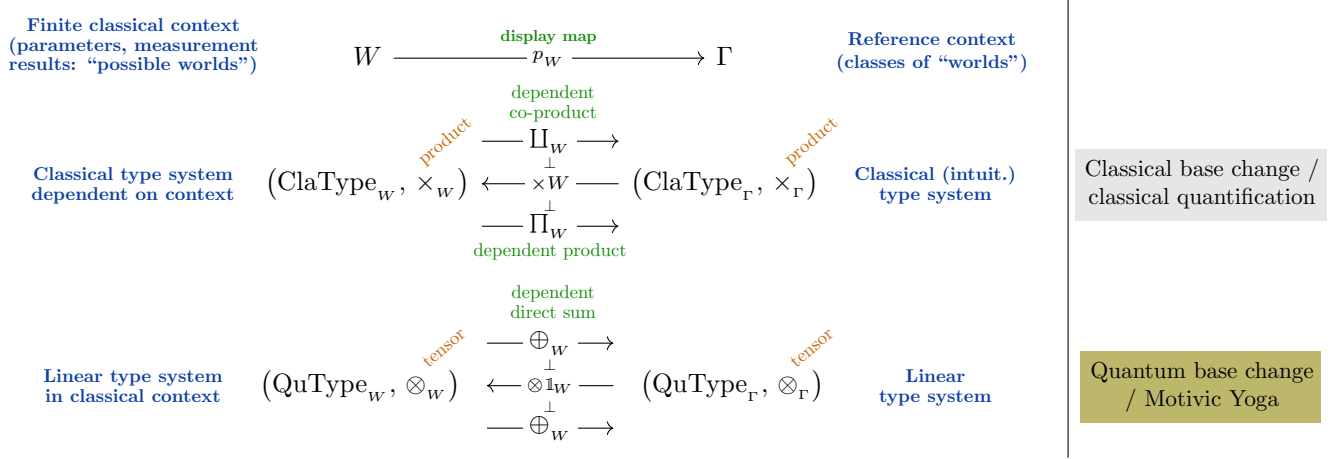 Finite classical context
(parameters, measurement
results: “possible worlds”)
W
display map
p_W
Γ
Reference context
(classes of “worlds”)
dependent
co-product
Classical type system
dependent on context
(ClaType_W, ×_W)
product
∐_W
⊥
×W
⊥
∏_W
dependent product
(ClaType_Γ, ×_Γ)
product
Classical (intuit.)
type system
Classical base change /
classical quantification
dependent
direct sum
Linear type system
in classical context
(QuType_W, ⊗_W)
tensor
⊕_W
⊥
⊗𝟙_W
⊥
⊕_W
(QuType_Γ, ⊗_Γ)
tensor
Linear
type system
Quantum base change
/ Motivic Yoga